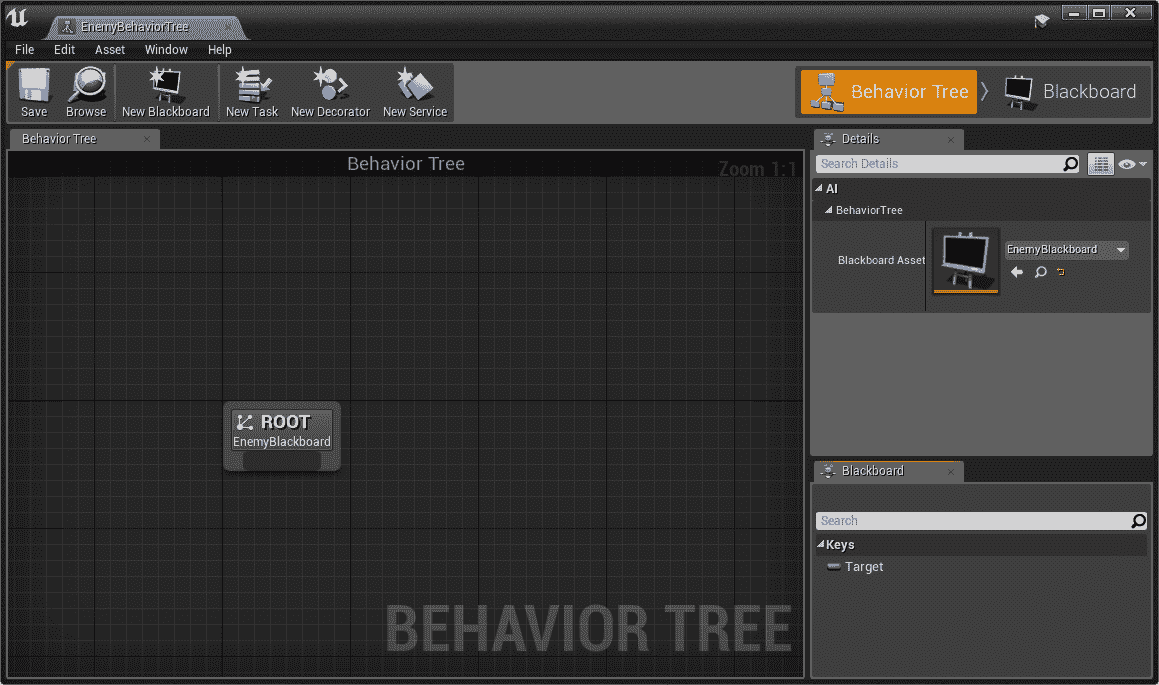 EnemyBehaviorTree
File Edit Asset Window Help
Save Browse New Blackboard New Task New Decorator New Service
Behavior Tree Blackboard
Behavior Tree
Behavior Tree
Zoom 1:1
ROOT
EnemyBlackboard
BEHAVIOR TREE
Details
Search Details
AI
BehaviorTree
Blackboard Asset
EnemyBlackboard
Blackboard
Search
Keys
Target